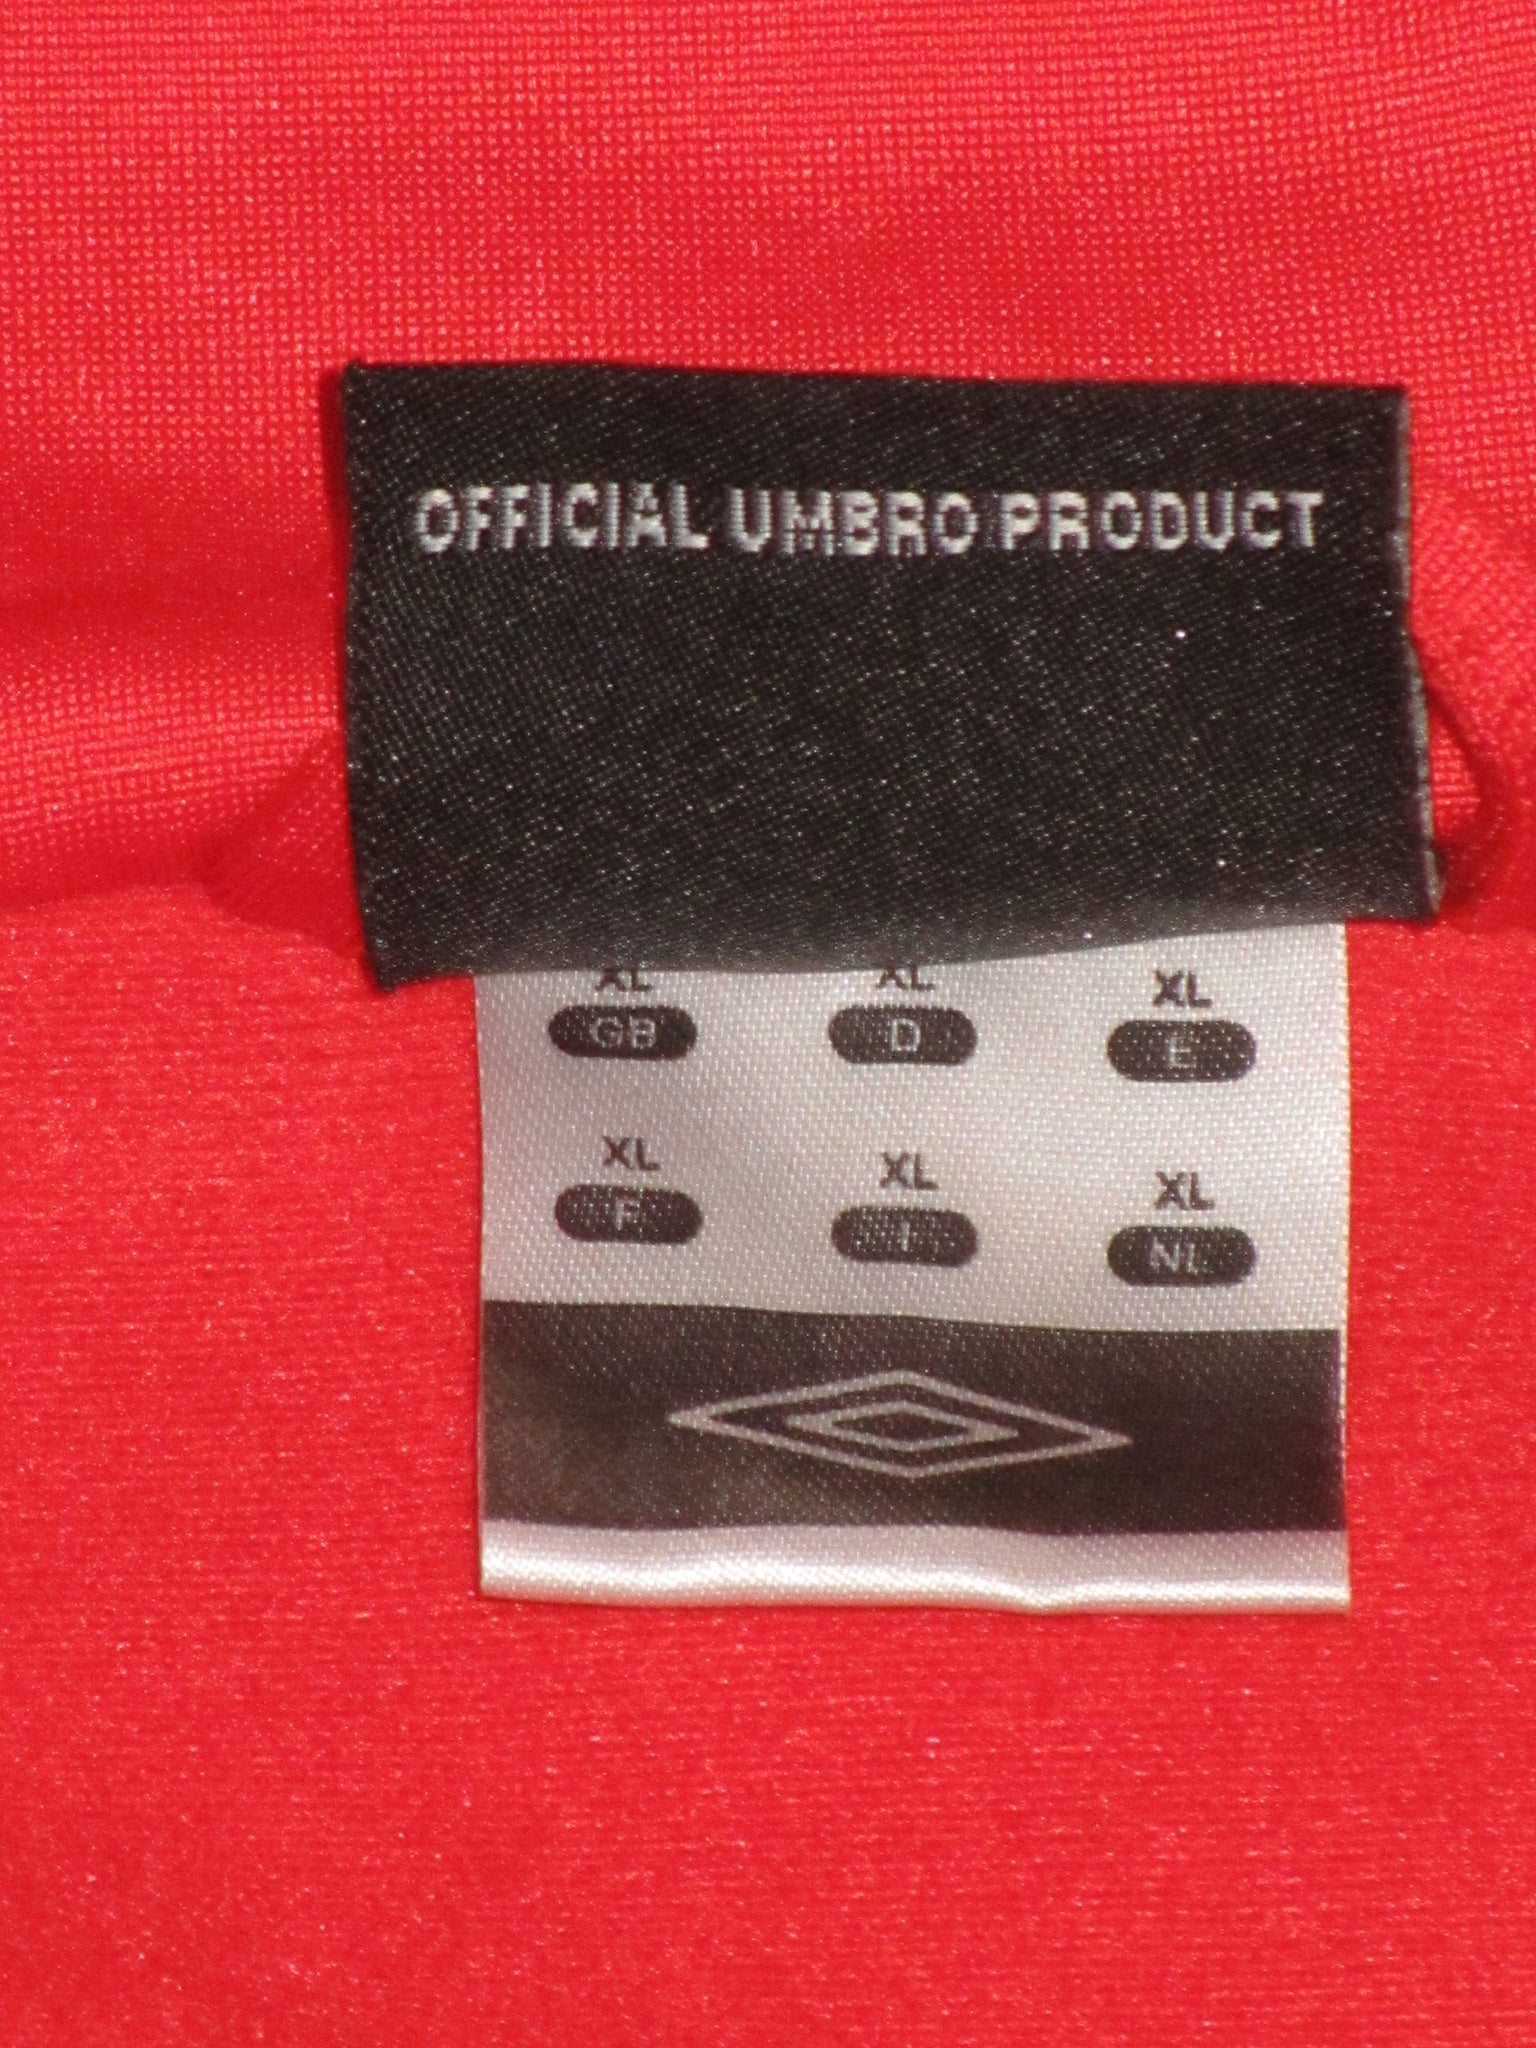 OFFICIAL UMBRO PRODUCT
XL XL XL
GB D E
XL XL XL
F I NL